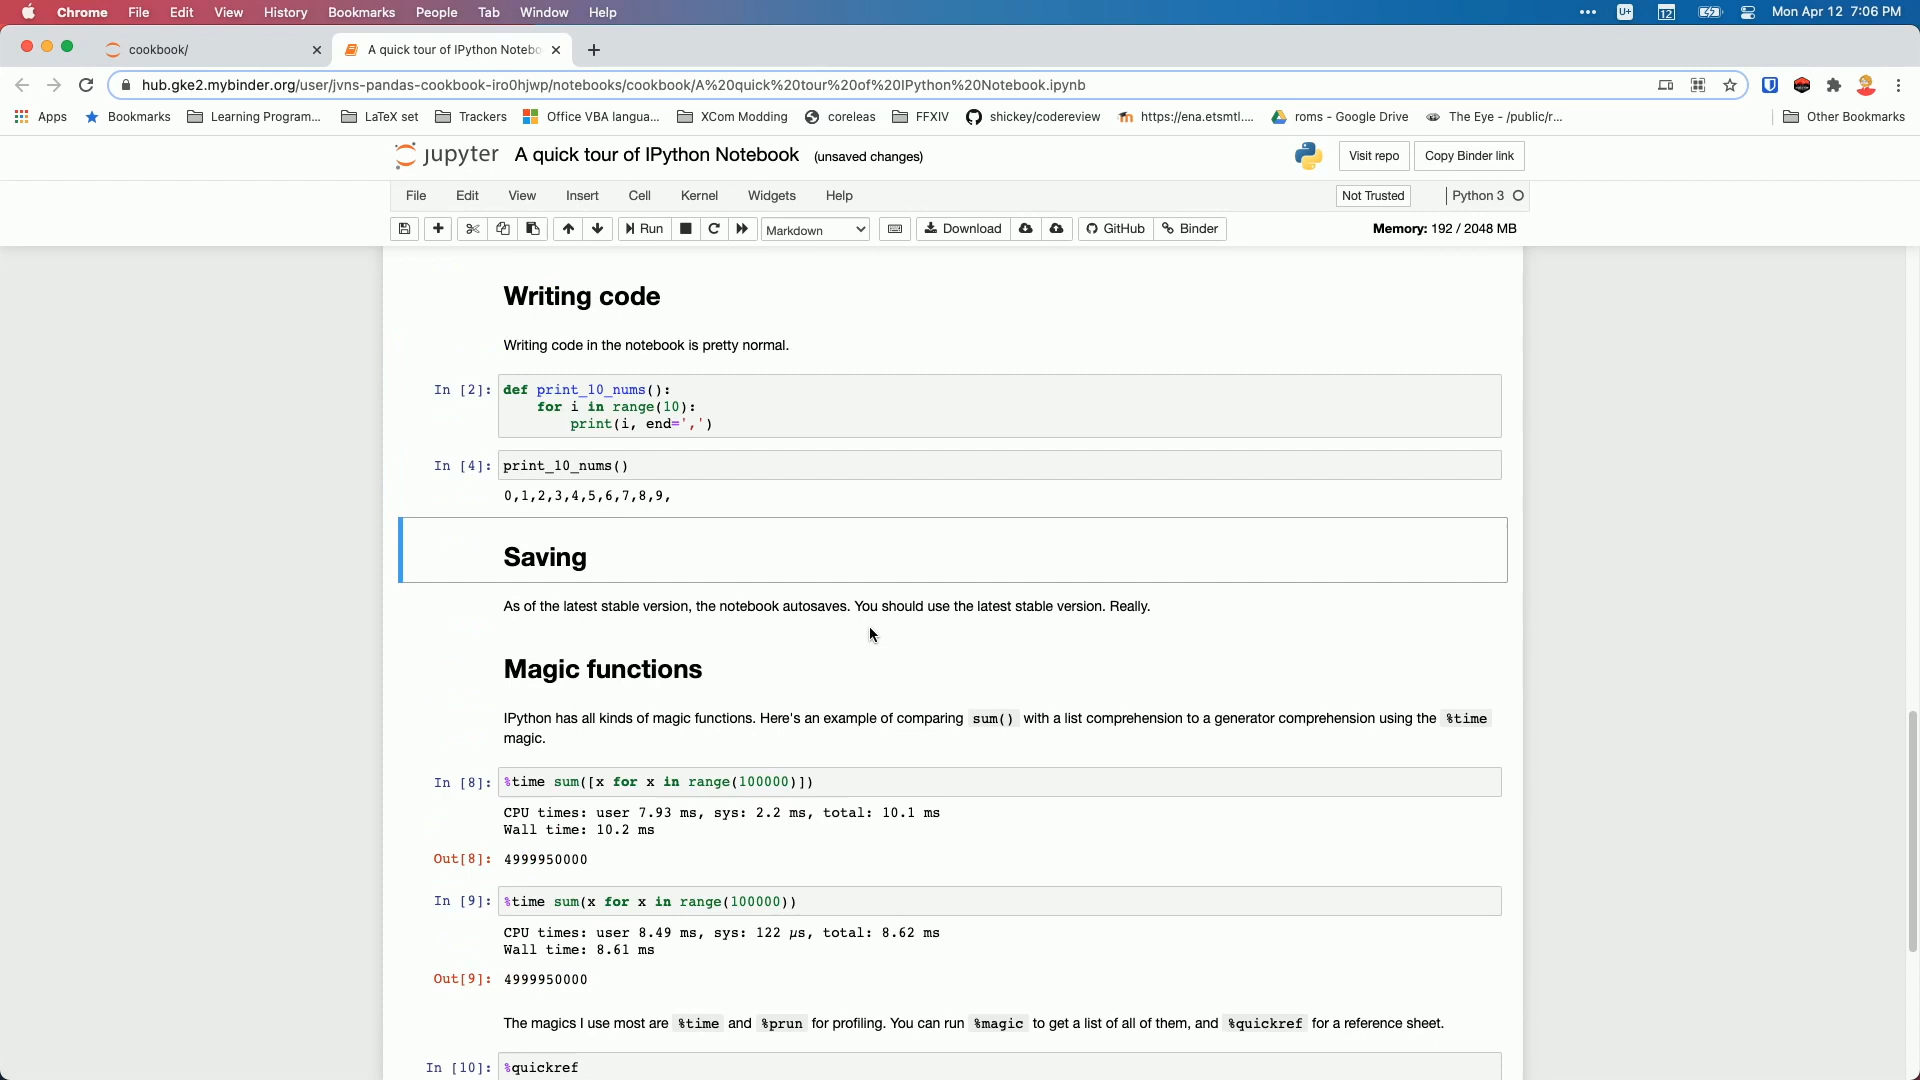 Chrome File Edit View History Bookmarks People Tab Window Help
U+ 12 Mon Apr 12 7:06 PM
cookbook/
A quick tour of IPython Notebo
hub.gke2.mybinder.org/user/jvns-pandas-cookbook-iro0hjwp/notebooks/cookbook/A%20quick%20tour%20of%20IPython%20Notebook.ipynb
Apps Bookmarks Learning Program... LaTeX set Trackers Office VBA langua... XCom Modding coreleas FFXIV shickey/codereview https://ena.etsmtl.... roms - Google Drive The Eye - /public/r... Other Bookmarks
jupyter A quick tour of IPython Notebook (unsaved changes)
Visit repo Copy Binder link
File Edit View Insert Cell Kernel Widgets Help
Not Trusted Python 3
Run Markdown Download GitHub Binder Memory: 192 / 2048 MB
Writing code
Writing code in the notebook is pretty normal.
In [2]: def print_10_nums():
for i in range(10):
print(i, end=',')
In [4]: print_10_nums()
0,1,2,3,4,5,6,7,8,9,
Saving
As of the latest stable version, the notebook autosaves. You should use the latest stable version. Really.
Magic functions
IPython has all kinds of magic functions. Here's an example of comparing sum() with a list comprehension to a generator comprehension using the %time
magic.
In [8]: %time sum([x for x in range(100000)])
CPU times: user 7.93 ms, sys: 2.2 ms, total: 10.1 ms
Wall time: 10.2 ms
Out[8]: 4999950000
In [9]: %time sum(x for x in range(100000))
CPU times: user 8.49 ms, sys: 122 µs, total: 8.62 ms
Wall time: 8.61 ms
Out[9]: 4999950000
The magics I use most are %time and %prun for profiling. You can run %magic to get a list of all of them, and %quickref for a reference sheet.
In [10]: %quickref